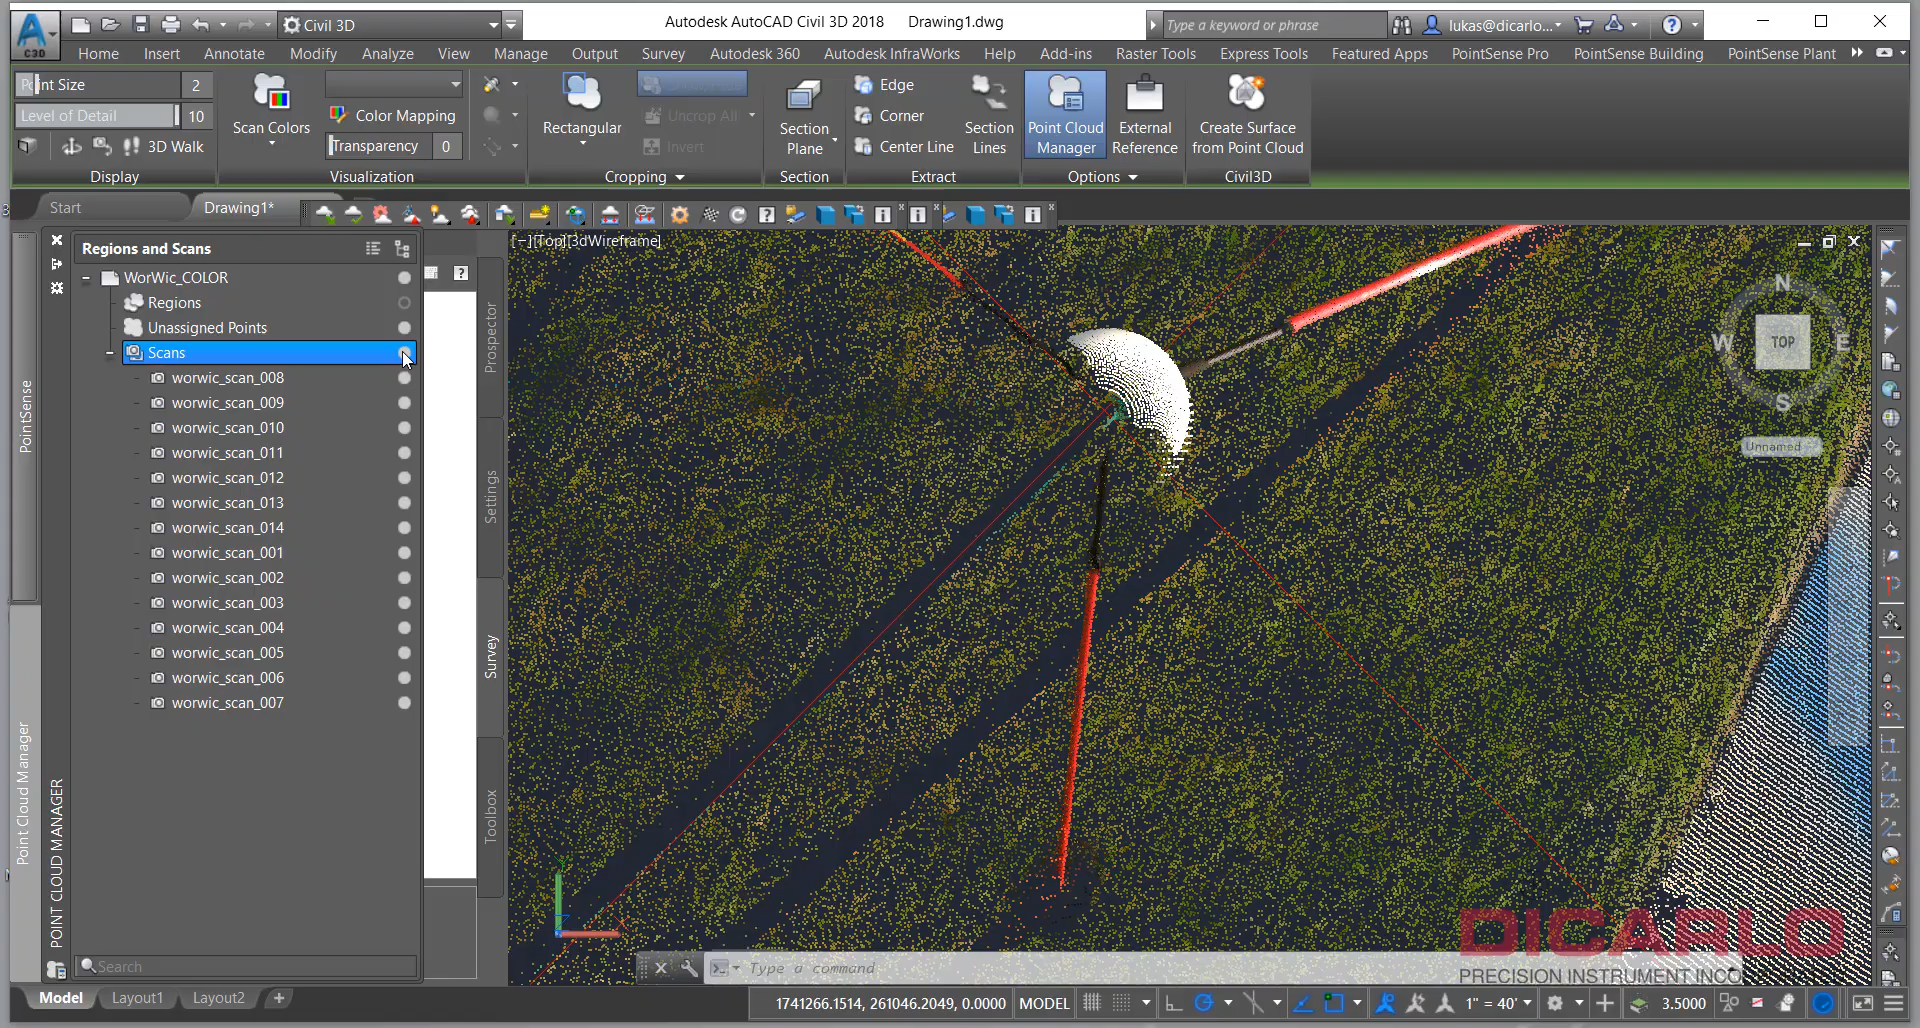 Civil 3D
Autodesk AutoCAD Civil 3D 2018 Drawing1.dwg
Type a keyword or phrase
lukas@dicarlo...
C3D
Home Insert Annotate Modify Analyze View Manage Output Survey Autodesk 360 Autodesk InfraWorks Help Add-ins Raster Tools Express Tools Featured Apps PointSense Pro PointSense Building PointSense Plant
Point Size 2
Level of Detail 10
3D Walk
Display
Scan Colors
Color Mapping
Transparency 0
Visualization
Rectangular
Uncrop All
Invert
Cropping
Section Plane
Section
Edge
Corner
Center Line
Section Lines
Extract
Point Cloud Manager
External Reference
Options
Create Surface from Point Cloud
Civil3D
Start
Drawing1*
Regions and Scans
WorWic_COLOR
Regions
Unassigned Points
Scans
worwic_scan_008
worwic_scan_009
worwic_scan_010
worwic_scan_011
worwic_scan_012
worwic_scan_013
worwic_scan_014
worwic_scan_001
worwic_scan_002
worwic_scan_003
worwic_scan_004
worwic_scan_005
worwic_scan_006
worwic_scan_007
Search
PointSense
Point Cloud Manager
POINT CLOUD MANAGER
Prospector
Settings
Survey
Toolbox
[−][Top][3dWireframe]
N
W
TOP
E
S
Unnamed
DICARLO
PRECISION INSTRUMENT INCO
Type a command
Model
Layout1
Layout2
+
1741266.1514, 261046.2049, 0.0000 MODEL
1" = 40'
3.5000